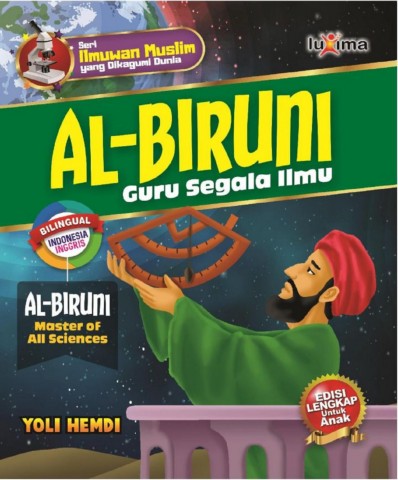 Seri
Ilmuwan Muslim
yang Dikagumi Dunia
luxima
AL-BIRUNI
Guru Segala Ilmu
BILINGUAL
INDONESIA
INGGRIS
AL-BIRUNI
Master of
All Sciences
EDISI
LENGKAP
Untuk
Anak
YOLI HEMDI